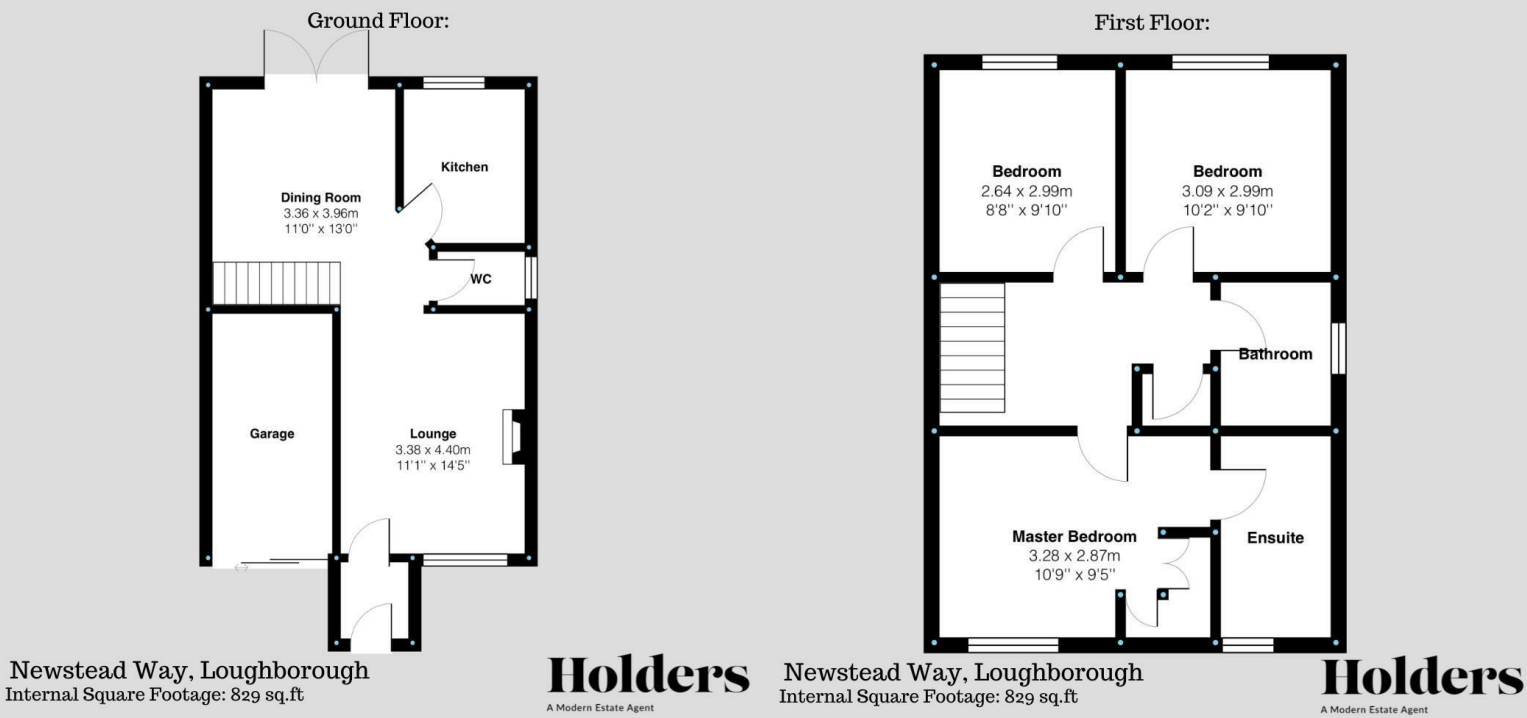 Ground Floor:
Kitchen
Dining Room
3.36 x 3.96m
11'0" x 13'0"
WC
Garage
Lounge
3.38 x 4.40m
11'1" x 14'5"
Newstead Way, Loughborough
Internal Square Footage: 829 sq.ft
Holders
A Modern Estate Agent
First Floor:
Bedroom
2.64 x 2.99m
8'8" x 9'10"
Bedroom
3.09 x 2.99m
10'2" x 9'10"
Bathroom
Master Bedroom
3.28 x 2.87m
10'9" x 9'5"
Ensuite
Newstead Way, Loughborough
Internal Square Footage: 829 sq.ft
Holders
A Modern Estate Agent